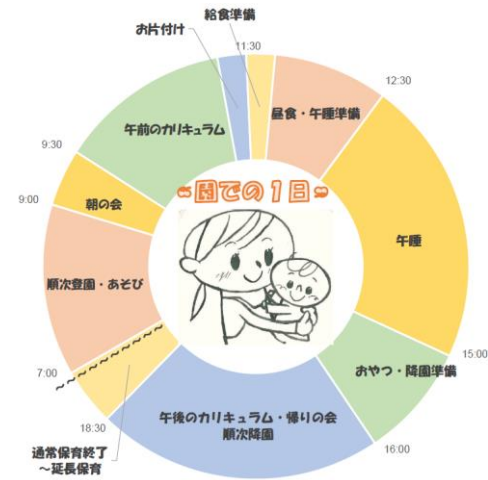 給食準備
お片付け
11:30
12:30
昼食・午睡準備
午前のカリキュラム
9:30
園での1日
朝の会
9:00
午睡
順次登園・あそび
15:00
おやつ・降園準備
7:00
午後のカリキュラム・帰りの会
順次降園
18:30
16:00
通常保育終了
～延長保育